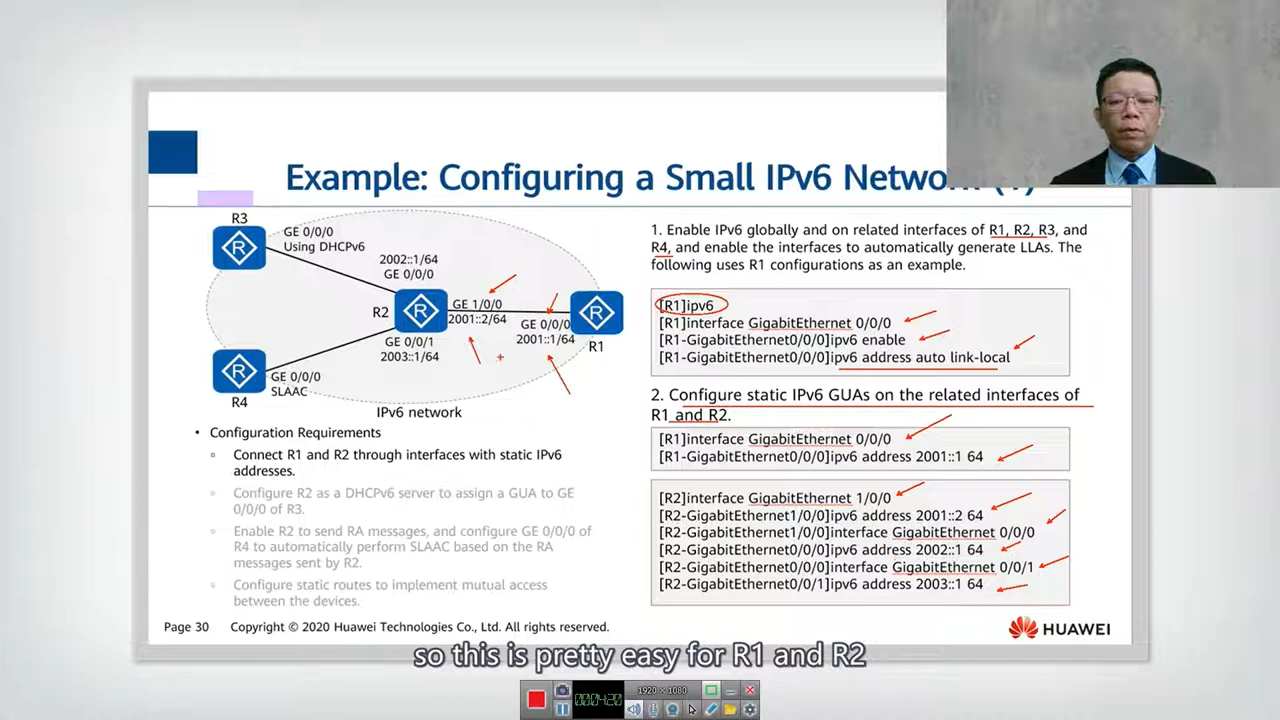 Example: Configuring a Small IPv6 Network (1)
R3
GE 0/0/0
Using DHCPv6
2002::1/64
GE 0/0/0
R2
GE 1/0/0
2001::2/64
GE 0/0/0
2001::1/64
R1
GE 0/0/1
2003::1/64
GE 0/0/0
SLAAC
R4
IPv6 network
• Configuration Requirements
▫ Connect R1 and R2 through interfaces with static IPv6
addresses.
▫ Configure R2 as a DHCPv6 server to assign a GUA to GE
0/0/0 of R3.
▫ Enable R2 to send RA messages, and configure GE 0/0/0 of
R4 to automatically perform SLAAC based on the RA
messages sent by R2.
▫ Configure static routes to implement mutual access
between the devices.
1. Enable IPv6 globally and on related interfaces of R1, R2, R3, and
R4, and enable the interfaces to automatically generate LLAs. The
following uses R1 configurations as an example.
[R1]ipv6
[R1]interface GigabitEthernet 0/0/0
[R1-GigabitEthernet0/0/0]ipv6 enable
[R1-GigabitEthernet0/0/0]ipv6 address auto link-local
2. Configure static IPv6 GUAs on the related interfaces of
R1 and R2.
[R1]interface GigabitEthernet 0/0/0
[R1-GigabitEthernet0/0/0]ipv6 address 2001::1 64
[R2]interface GigabitEthernet 1/0/0
[R2-GigabitEthernet1/0/0]ipv6 address 2001::2 64
[R2-GigabitEthernet1/0/0]interface GigabitEthernet 0/0/0
[R2-GigabitEthernet0/0/0]ipv6 address 2002::1 64
[R2-GigabitEthernet0/0/0]interface GigabitEthernet 0/0/1
[R2-GigabitEthernet0/0/1]ipv6 address 2003::1 64
Page 30 Copyright © 2020 Huawei Technologies Co., Ltd. All rights reserved.
HUAWEI
so this is pretty easy for R1 and R2
1920 × 1080
000420